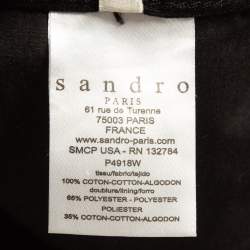 sandro
PARIS
61 rue de Turenne
75003 PARIS
FRANCE
www.sandro-paris.com
SMCP USA - RN 132784
P4918W
tissu/fabric/tejido
100% COTON-COTTON-ALGODON
doublure/lining/forro
65% POLYESTER - POLYESTER
POLIESTER
35% COTON-COTTON-ALGODON